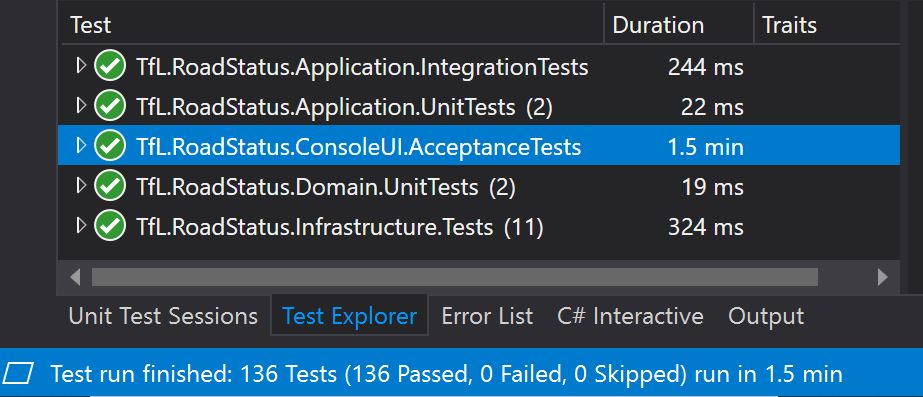 Test Duration Traits
TfL.RoadStatus.Application.IntegrationTests 244 ms
TfL.RoadStatus.Application.UnitTests (2) 22 ms
TfL.RoadStatus.ConsoleUI.AcceptanceTests 1.5 min
TfL.RoadStatus.Domain.UnitTests (2) 19 ms
TfL.RoadStatus.Infrastructure.Tests (11) 324 ms
Unit Test Sessions Test Explorer Error List C# Interactive Output
Test run finished: 136 Tests (136 Passed, 0 Failed, 0 Skipped) run in 1.5 min